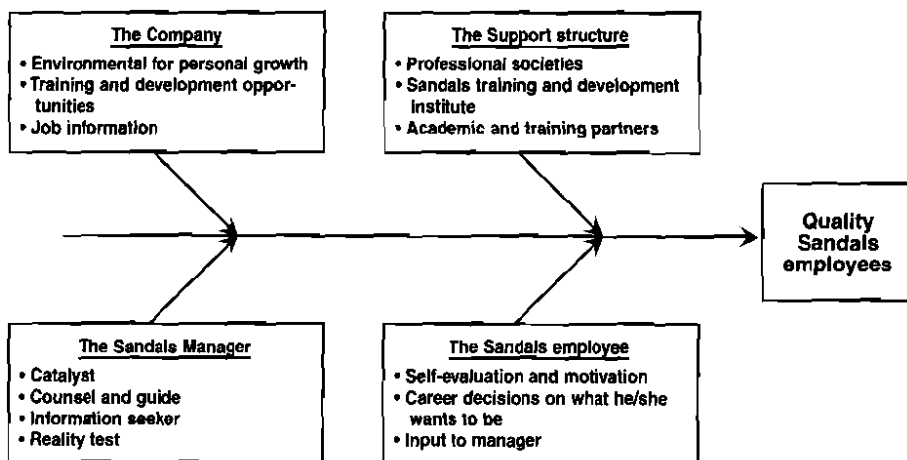 The Company
• Environmental for personal growth
• Training and development oppor-
tunities
• Job information
The Support structure
• Professional societies
• Sandals training and development
institute
• Academic and training partners
Quality
Sandals
employees
The Sandals Manager
• Catalyst
• Counsel and guide
• Information seeker
• Reality test
The Sandals employee
• Self-evaluation and motivation
• Career decisions on what he/she
wants to be
• Input to manager